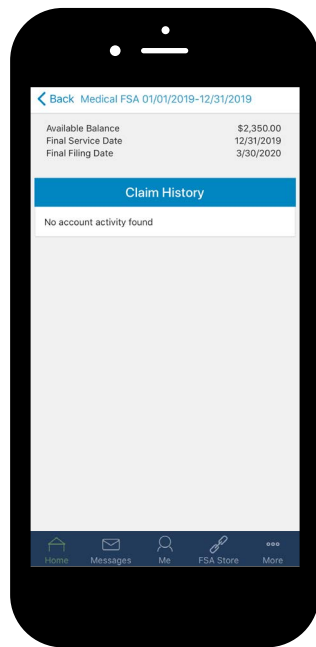 Back Medical FSA 01/01/2019-12/31/2019
Available Balance $2,350.00
Final Service Date 12/31/2019
Final Filing Date 3/30/2020
Claim History
No account activity found
Home Messages Me FSA Store More